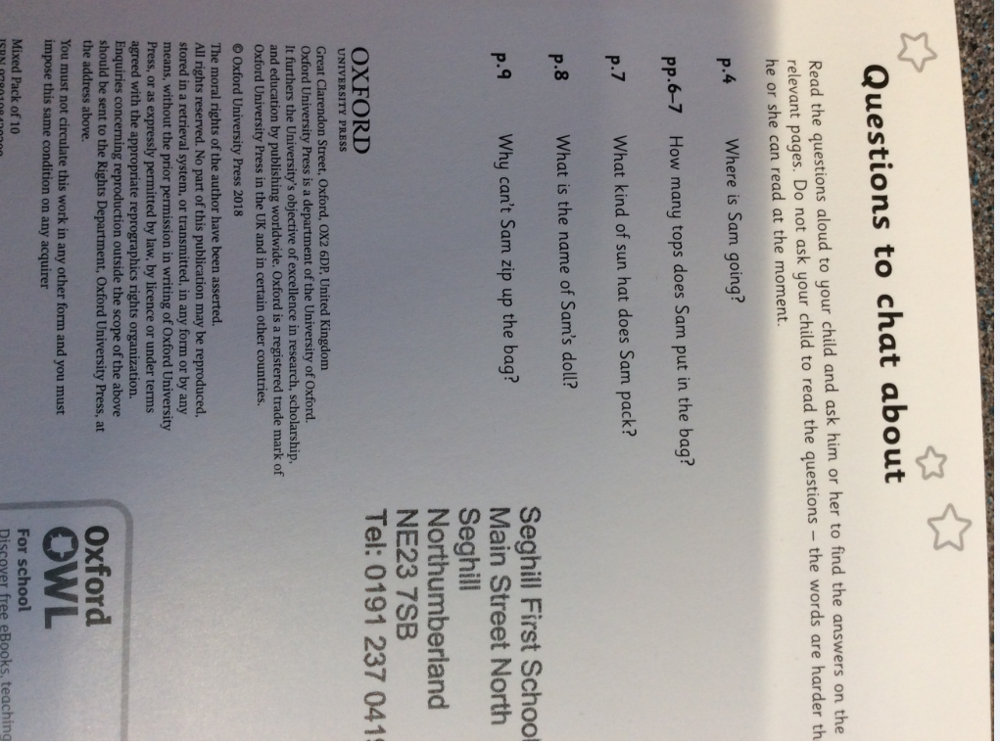 Questions to chat about
Read the questions aloud to your child and ask him or her to find the answers on the
relevant pages. Do not ask your child to read the questions – the words are harder
he or she can read at the moment.
p.4 Where is Sam going?
pp.6–7 How many tops does Sam put in the bag?
p.7 What kind of sun hat does Sam pack?
p.8 What is the name of Sam's doll?
p.9 Why can't Sam zip up the bag?
Seghill First School
Main Street North
Seghill
Northumberland
NE23 7SB
Tel: 0191 237 041
OXFORD
UNIVERSITY PRESS
Great Clarendon Street, Oxford, OX2 6DP, United Kingdom
Oxford University Press is a department of the University of Oxford.
It furthers the University's objective of excellence in research, scholarship,
and education by publishing worldwide. Oxford is a registered trade mark of
Oxford University Press in the UK and in certain other countries.
© Oxford University Press 2018
The moral rights of the author have been asserted.
All rights reserved. No part of this publication may be reproduced,
stored in a retrieval system, or transmitted, in any form or by any
means, without the prior permission in writing of Oxford University
Press, or as expressly permitted by law, by licence or under terms
agreed with the appropriate reprographics rights organization.
Enquiries concerning reproduction outside the scope of the above
should be sent to the Rights Department, Oxford University Press, at
the address above.
You must not circulate this work in any other form and you must
impose this same condition on any acquirer
Mixed Pack of 10
Oxford
OWL
For school
Discover free eBooks, teaching